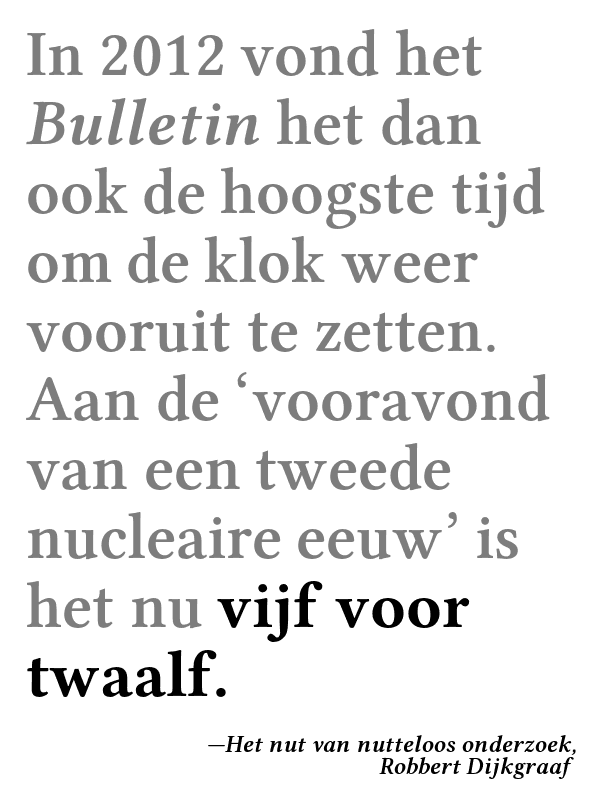 In 2012 vond het
Bulletin het dan
ook de hoogste tijd
om de klok weer
vooruit te zetten.
Aan de ‘vooravond
van een tweede
nucleaire eeuw’ is
het nu vijf voor
twaalf.
—Het nut van nutteloos onderzoek,
Robbert Dijkgraaf